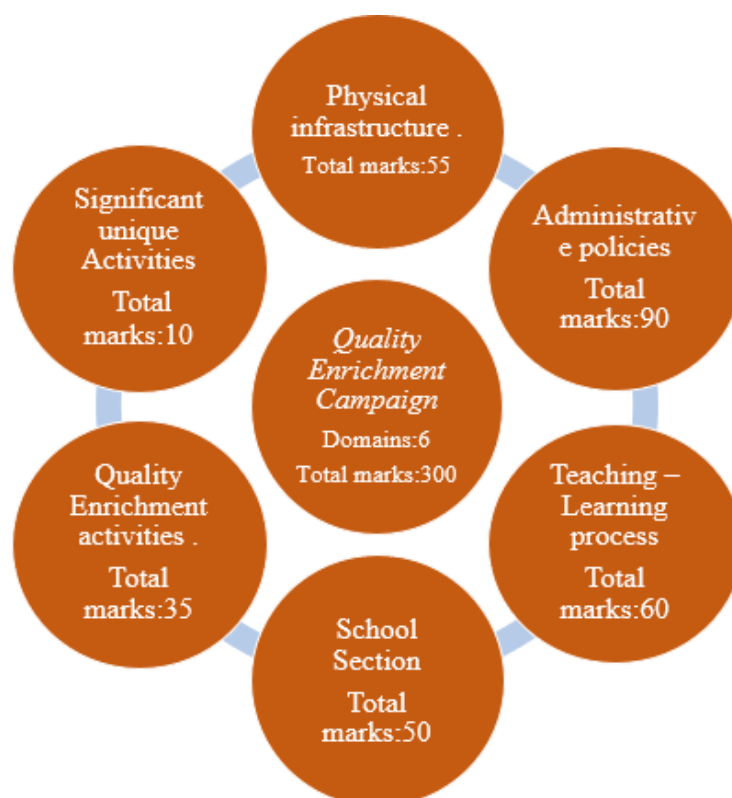 Physical
infrastructure .
Total marks:55
Administrativ
e policies
Total
marks:90
Teaching –
Learning
process
Total
marks:60
School
Section
Total
marks:50
Quality
Enrichment
activities .
Total
marks:35
Significant
unique
Activities
Total
marks:10
Quality
Enrichment
Campaign
Domains:6
Total marks:300